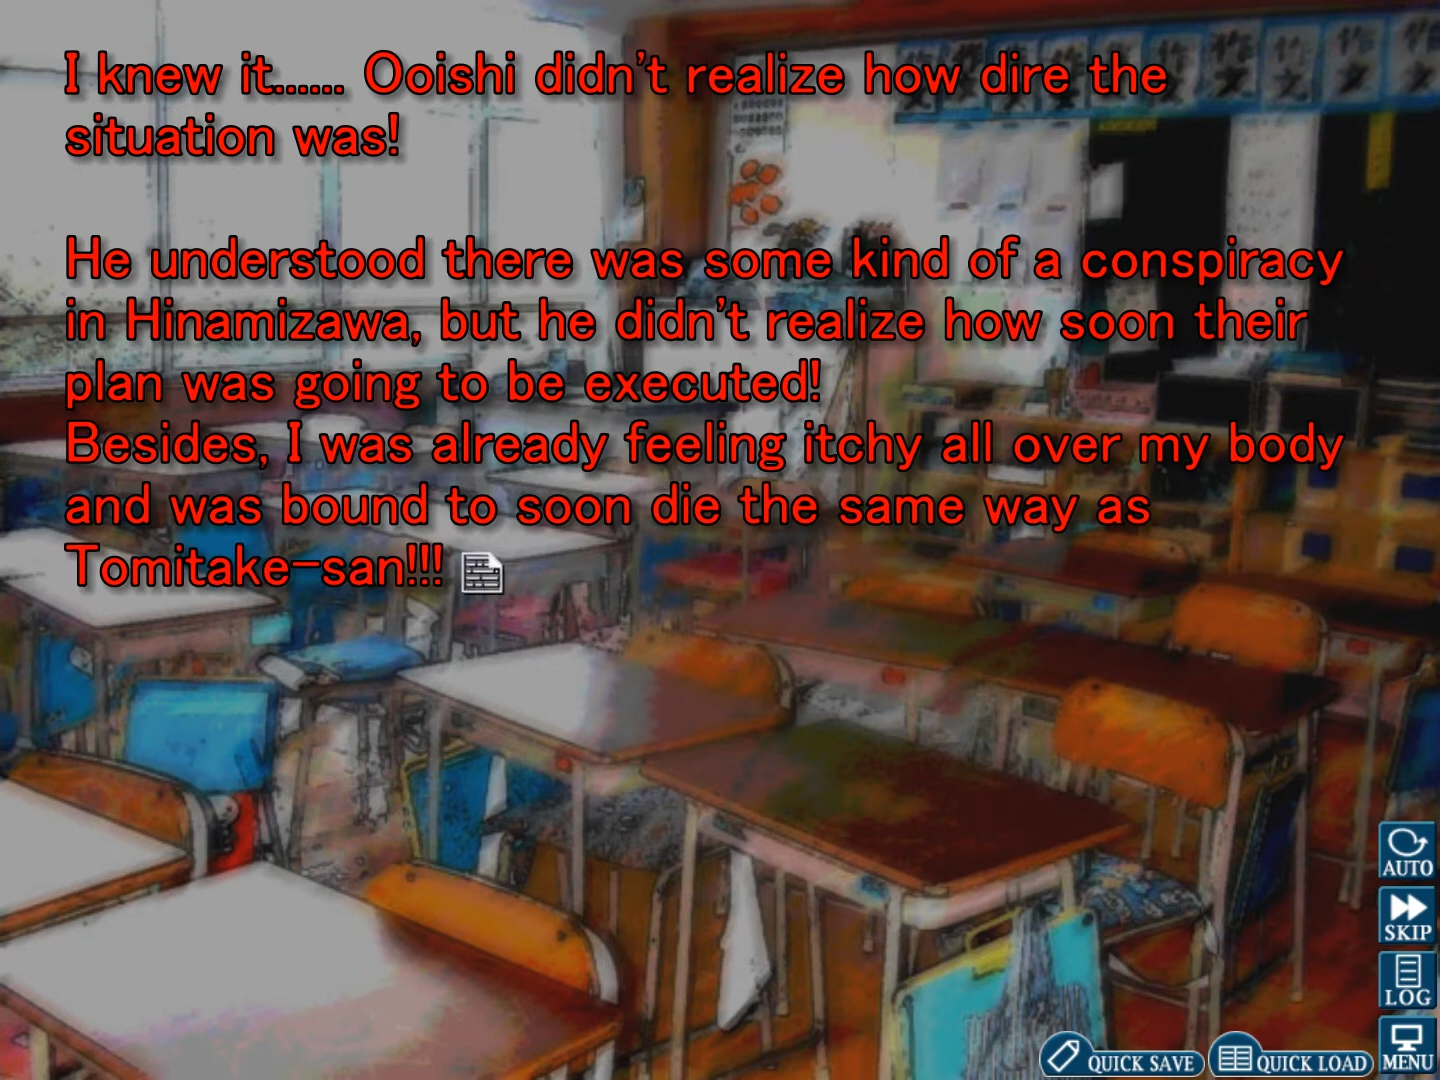 I knew it...... Ooishi didn't realize how dire the
situation was!
He understood there was some kind of a conspiracy
in Hinamizawa, but he didn't realize how soon their
plan was going to be executed!
Besides, I was already feeling itchy all over my body
and was bound to soon die the same way as
Tomitake-san!!!
AUTO
SKIP
LOG
QUICK SAVE
QUICK LOAD
MENU